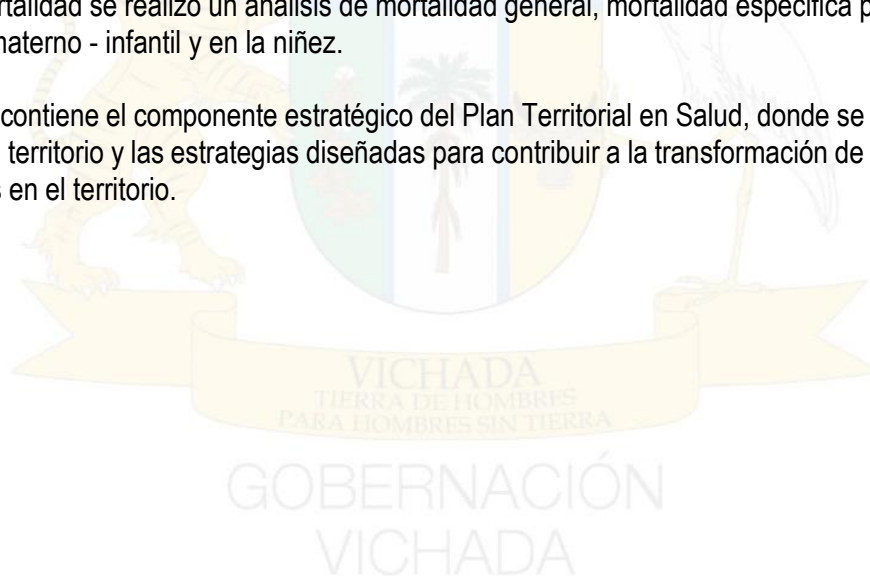 mortalidad se realizó un análisis de mortalidad general, mortalidad específica
materno - infantil y en la niñez.
contiene el componente estratégico del Plan Territorial en Salud, donde se
territorio y las estrategias diseñadas para contribuir a la transformación de
en el territorio.
VICHADA
TIERRA DE HOMBRES
PARA HOMBRES SIN TIERRA
GOBERNACIÓN
VICHADA